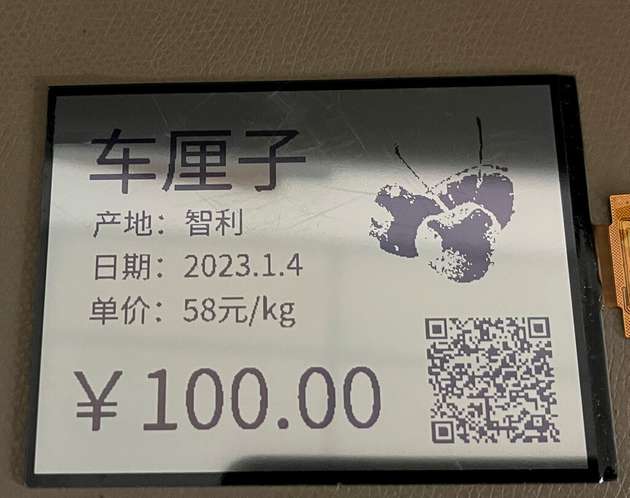 车厘子
产地：智利
日期：2023.1.4
单价：58元/kg
￥100.00